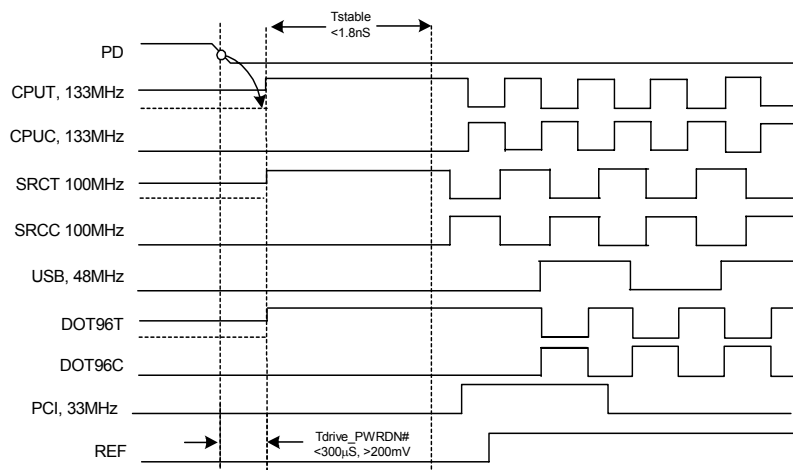 Tstable
<1.8nS
PD
CPUT, 133MHz
CPUC, 133MHz
SRCT 100MHz
SRCC 100MHz
USB, 48MHz
DOT96T
DOT96C
PCI, 33MHz
Tdrive_PWRDN#
<300µS, >200mV
REF